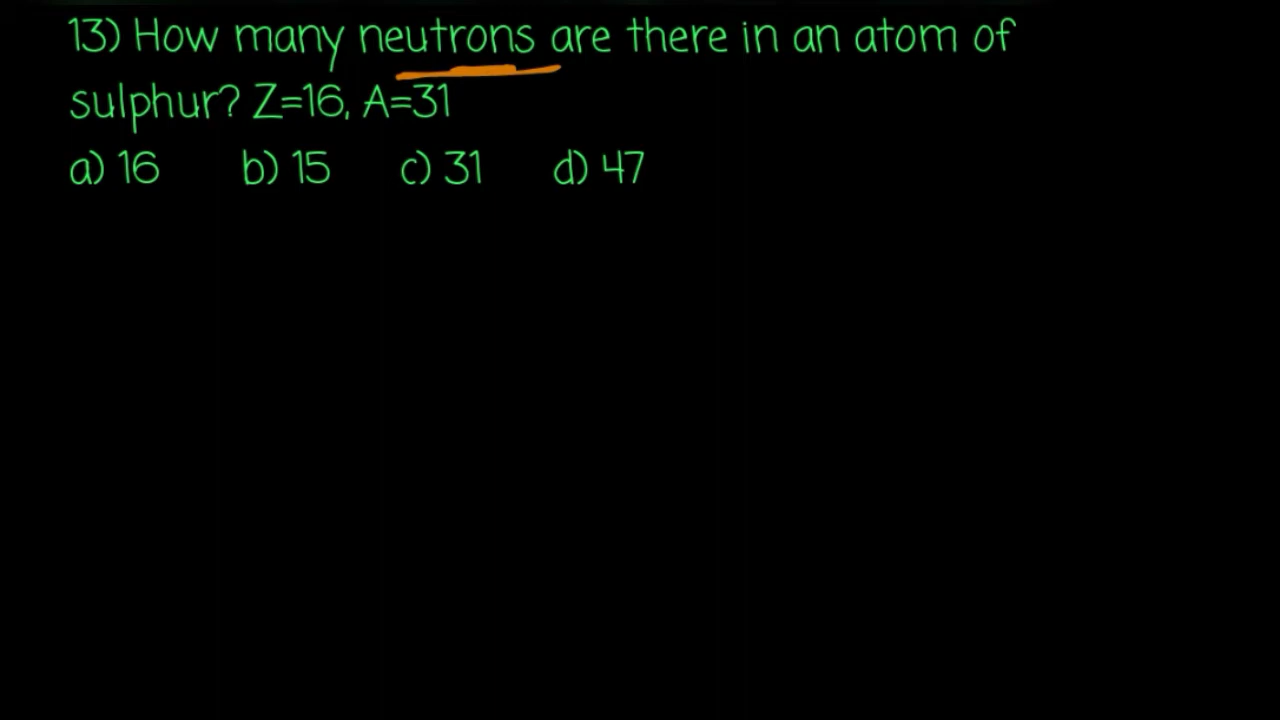 13) How many neutrons are there in an atom of
sulphur? Z=16, A=31
a) 16 b) 15 c) 31 d) 47